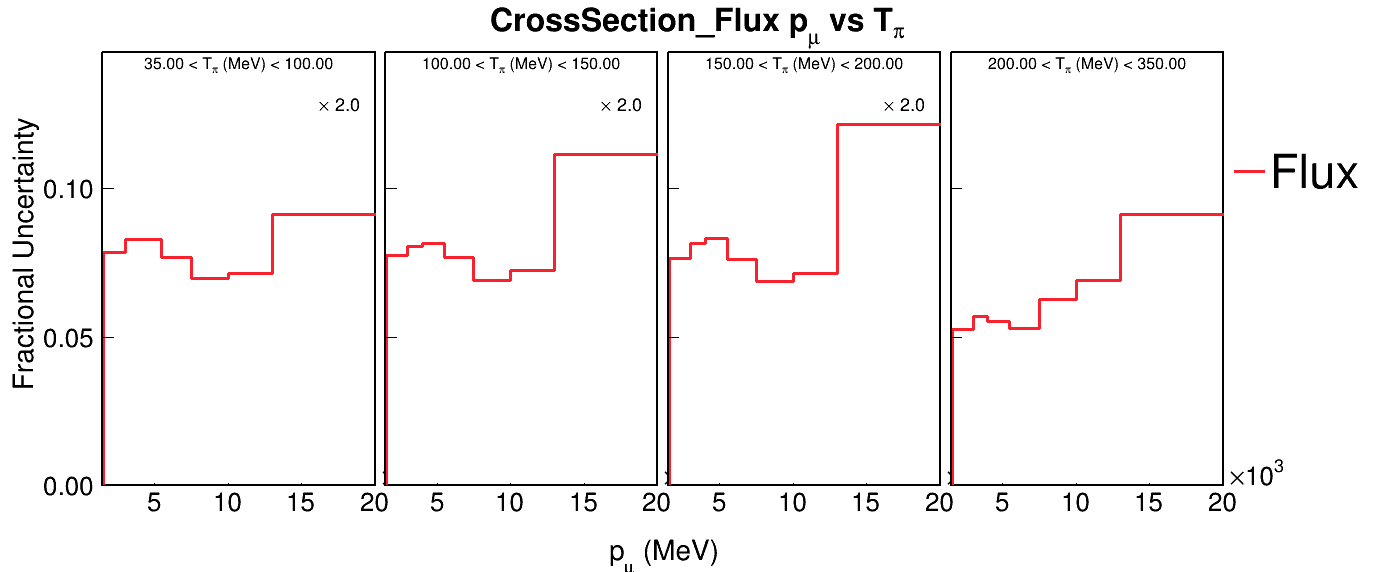 CrossSection_Flux pμ vs Tπ
35.00 < Tπ (MeV) < 100.00
100.00 < Tπ (MeV) < 150.00
150.00 < Tπ (MeV) < 200.00
200.00 < Tπ (MeV) < 350.00
× 2.0
× 2.0
× 2.0
Flux
Fractional Uncertainty
0.10
0.05
0.00
5 10 15 20
5 10 15 20
5 10 15 20
5 10 15 20
×10³
pμ (MeV)